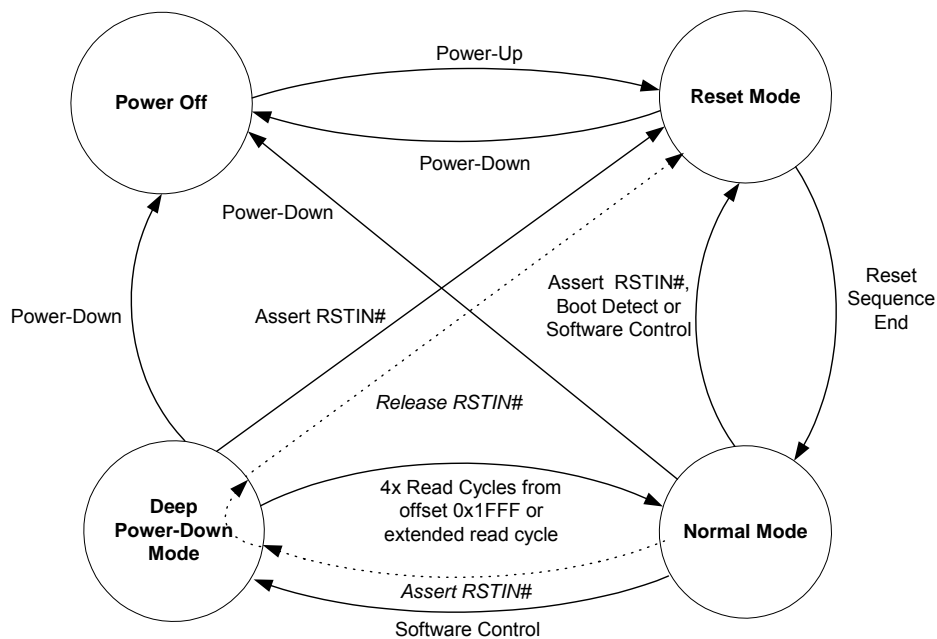 Power-Up
Power Off
Reset Mode
Power-Down
Power-Down
Assert RSTIN#,
Boot Detect or
Software Control
Reset
Sequence
End
Power-Down
Assert RSTIN#
Release RSTIN#
4x Read Cycles from
offset 0x1FFF or
extended read cycle
Deep
Power-Down
Mode
Normal Mode
Assert RSTIN#
Software Control